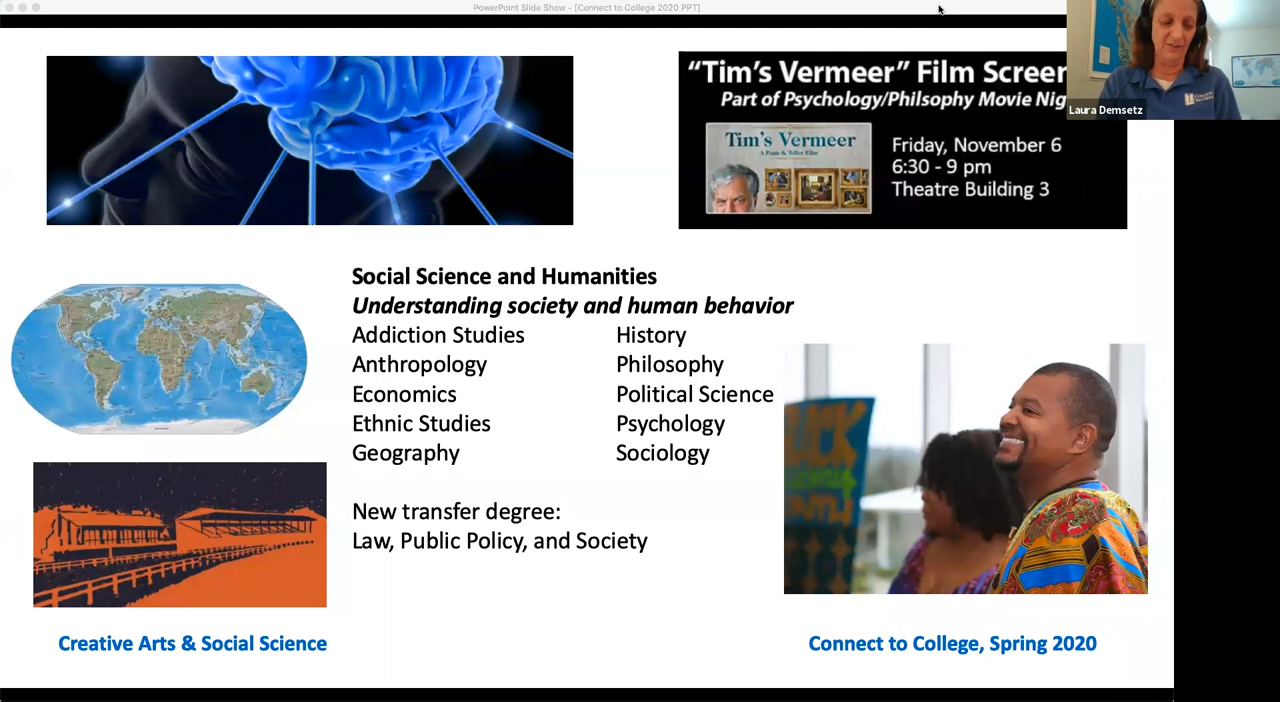 PowerPoint Slide Show - [Connect to College 2020 PPT]
“Tim’s Vermeer” Film Screen
Part of Psychology/Philsophy Movie Nig
Laura Demsetz
Tim’s Vermeer
A Penn & Teller Film
Friday, November 6
6:30 - 9 pm
Theatre Building 3
Social Science and Humanities
Understanding society and human behavior
Addiction Studies
History
Anthropology
Philosophy
Economics
Political Science
Ethnic Studies
Psychology
Geography
Sociology
New transfer degree:
Law, Public Policy, and Society
Creative Arts & Social Science
Connect to College, Spring 2020